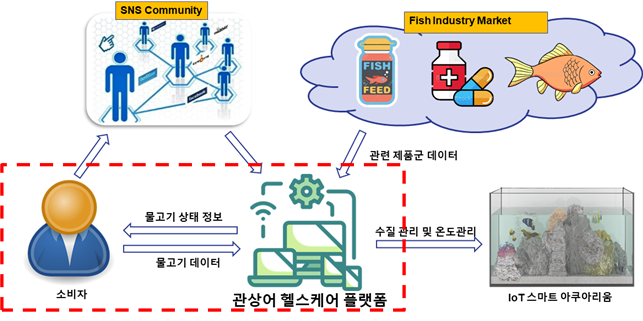 SNS Community
Fish Industry Market
FISH
FEED
관련 제품군 데이터
물고기 상태 정보
물고기 데이터
수질 관리 및 온도관리
소비자
관상어 헬스케어 플랫폼
IoT 스마트 아쿠아리움